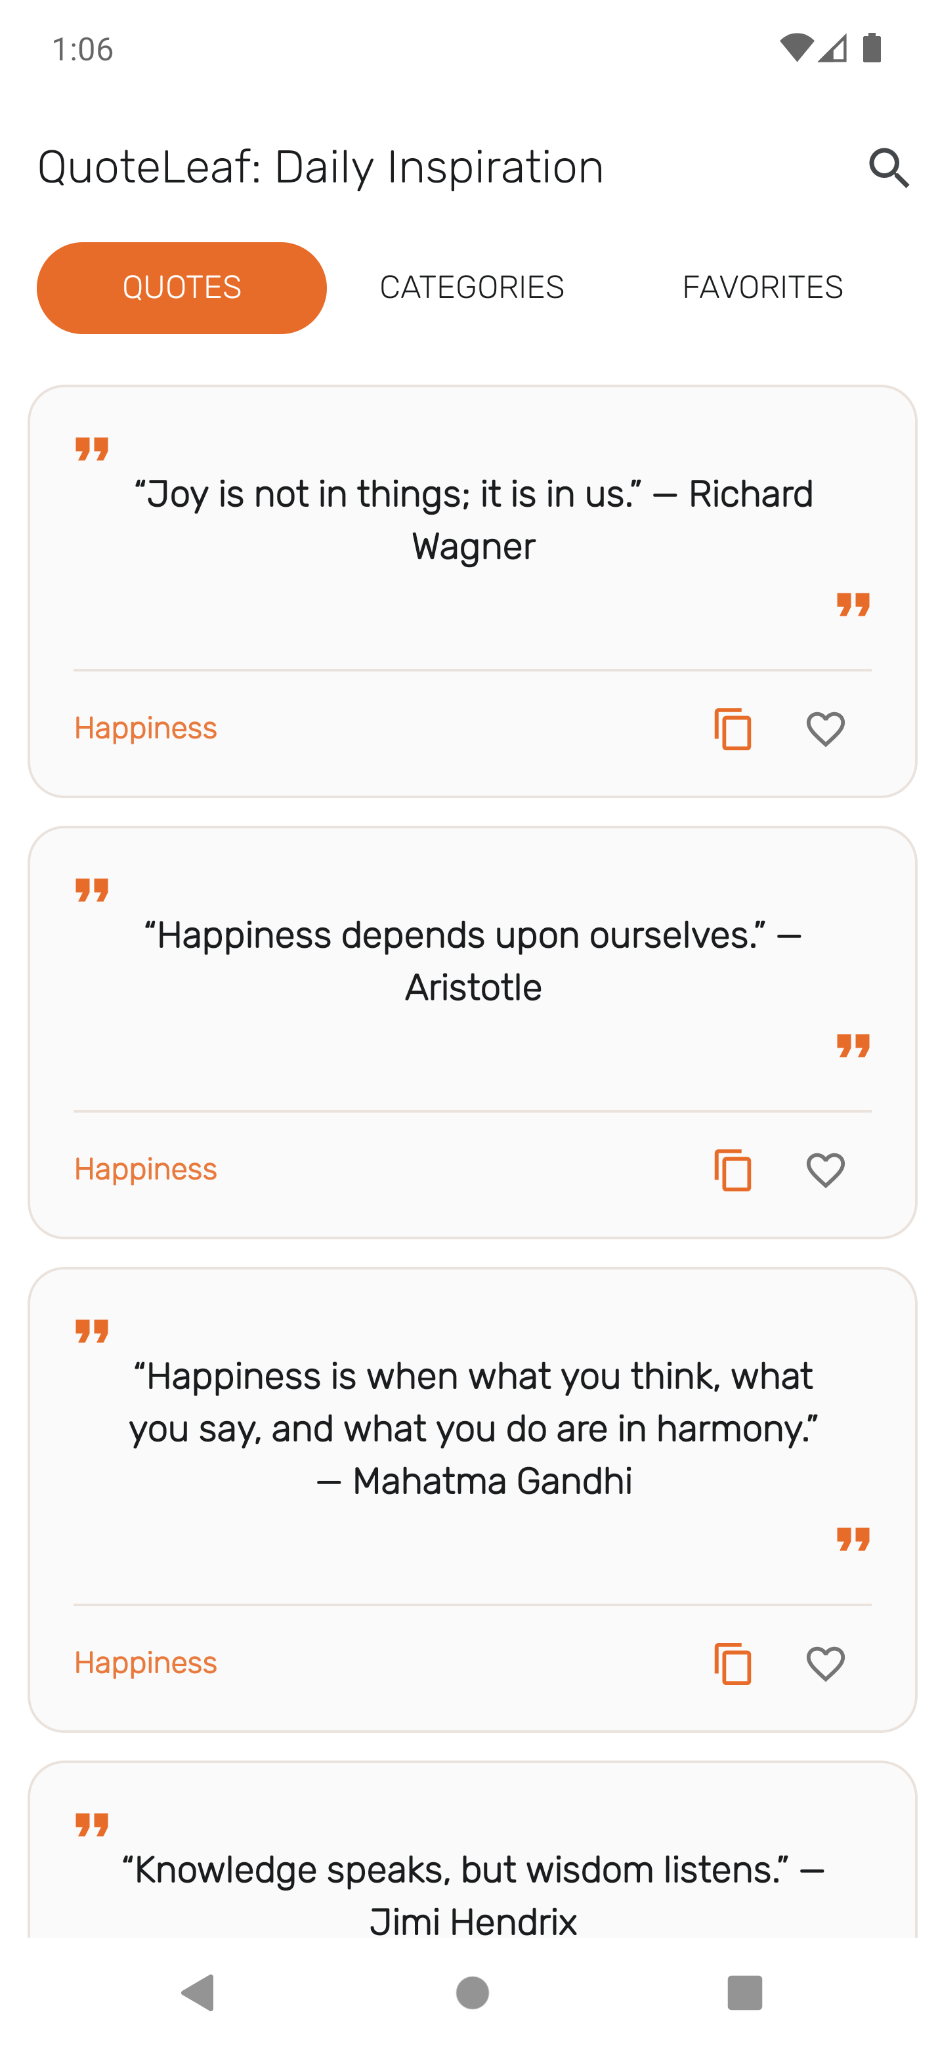 1:06
QuoteLeaf: Daily Inspiration
QUOTES
CATEGORIES
FAVORITES
“Joy is not in things; it is in us.” — Richard
Wagner
Happiness
“Happiness depends upon ourselves.” —
Aristotle
Happiness
“Happiness is when what you think, what
you say, and what you do are in harmony.”
— Mahatma Gandhi
Happiness
“Knowledge speaks, but wisdom listens.” —
Jimi Hendrix